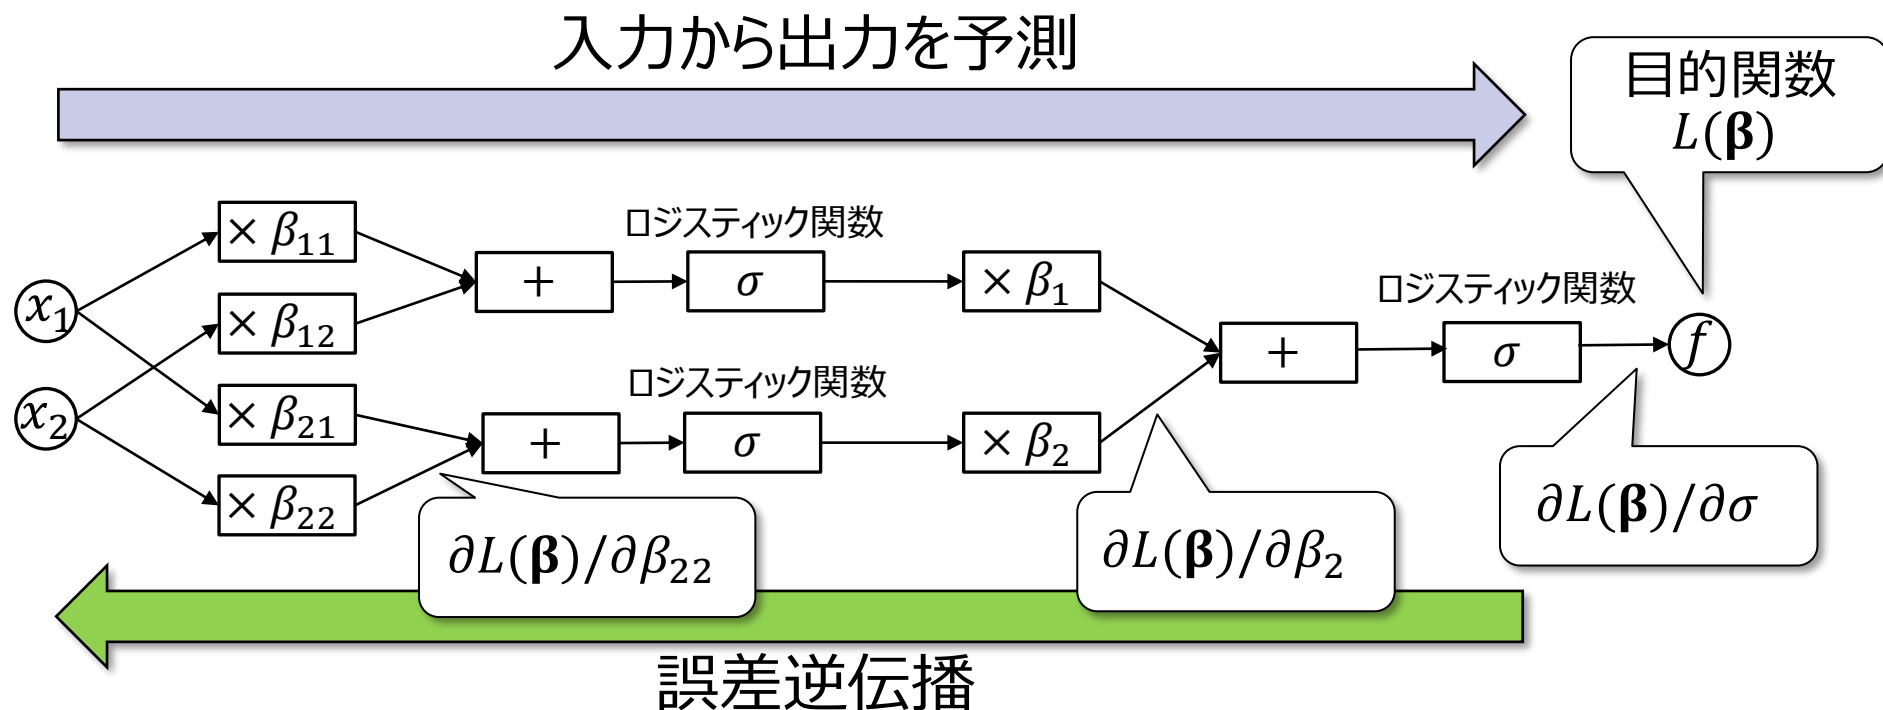 入力から出力を予測
目的関数
L(β)
× β11
ロジスティック関数
+
σ
× β1
x1
× β12
ロジスティック関数
+
σ
f
x2
× β21
ロジスティック関数
+
σ
× β2
× β22
∂L(β)/∂β22
∂L(β)/∂β2
∂L(β)/∂σ
誤差逆伝播